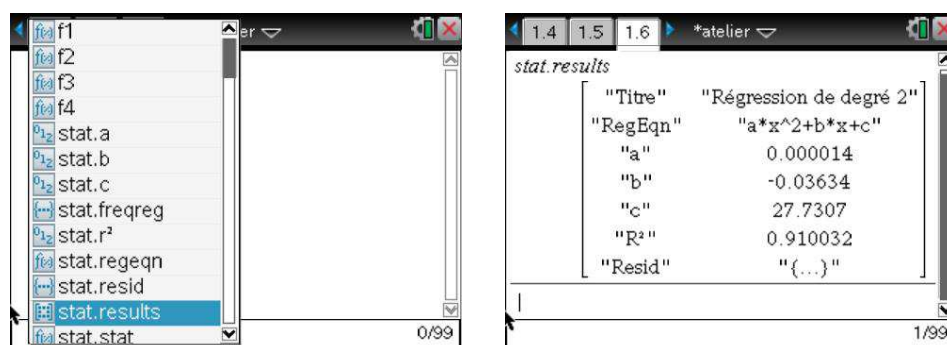 er
f1
f2
f3
f4
stat.a
stat.b
stat.c
stat.freqreg
stat.r²
stat.regeqn
stat.resid
stat.results
stat.stat
0/99
1.4 1.5 1.6 *atelier
stat.results
"Titre" "Régression de degré 2"
"RegEqn" "a*x^2+b*x+c"
"a" 0.000014
"b" -0.03634
"c" 27.7307
"R²" 0.910032
"Resid" "{...}"
1/99